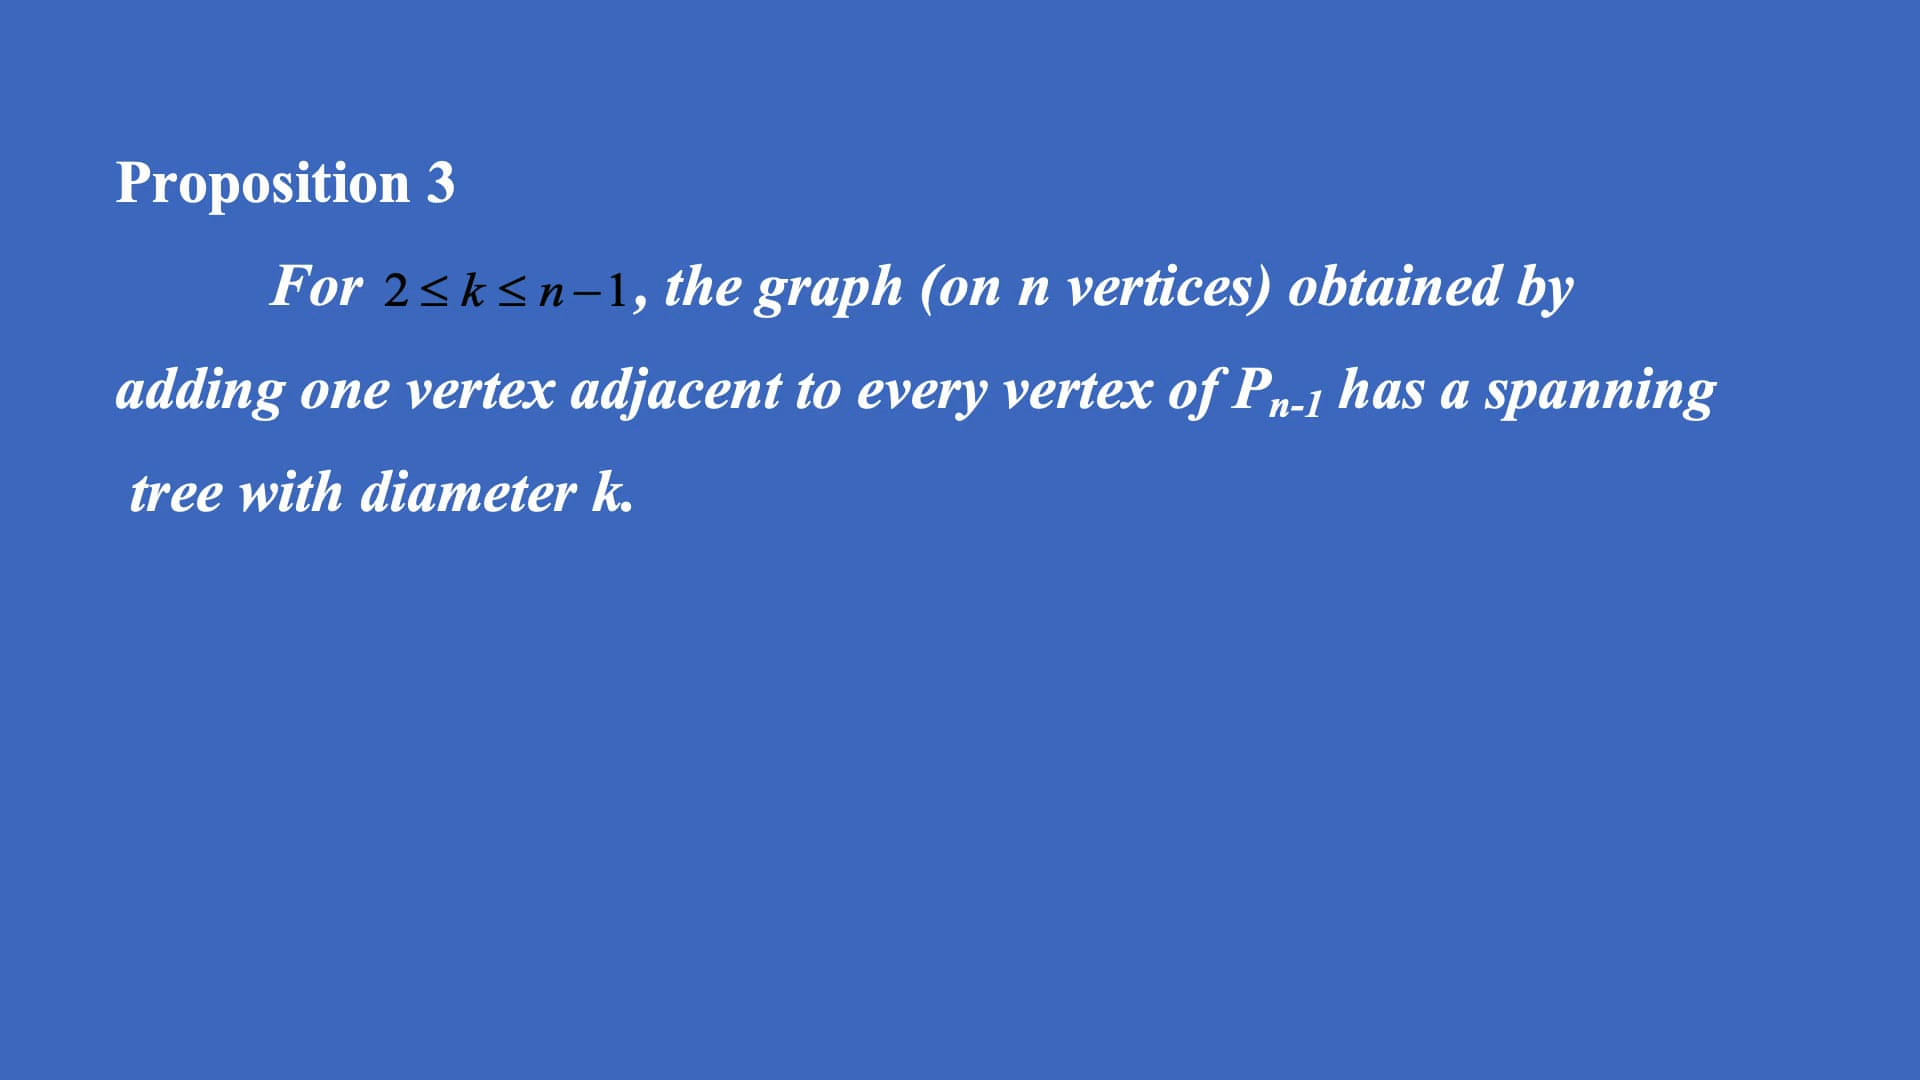 Proposition 3
For 2 ≤ k ≤ n − 1, the graph (on n vertices) obtained by
adding one vertex adjacent to every vertex of Pₙ₋₁ has a spanning
tree with diameter k.